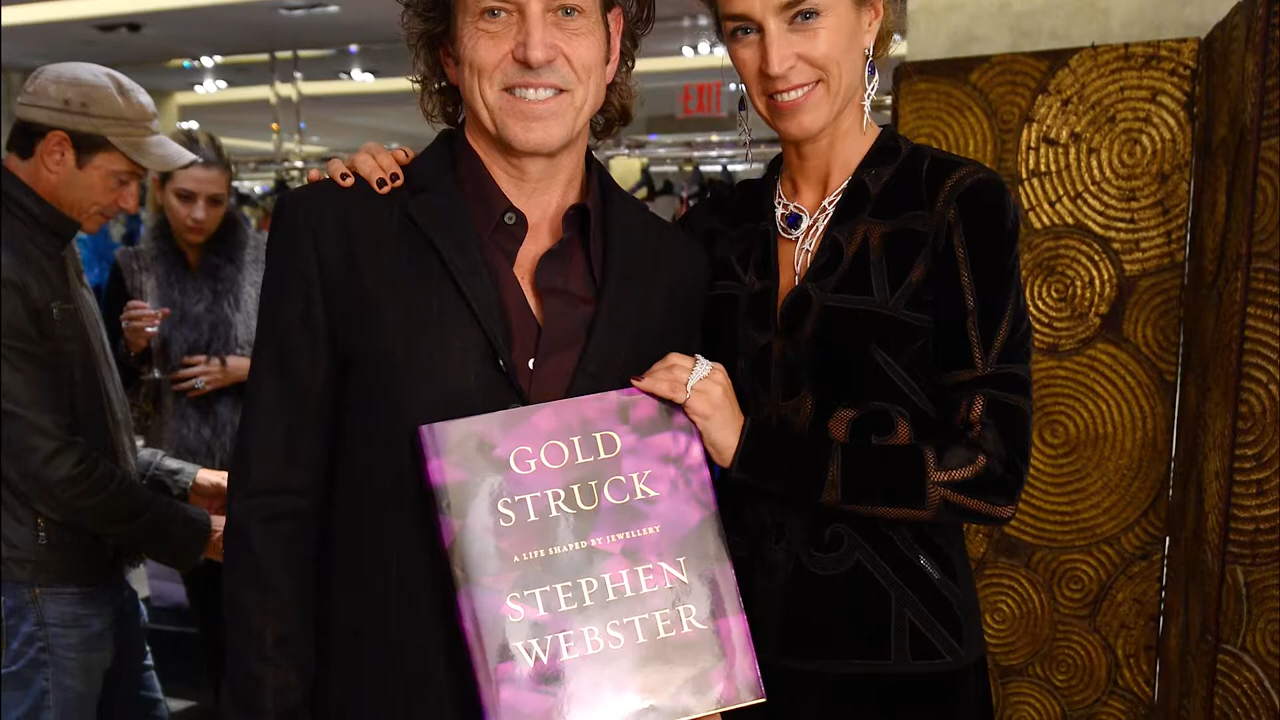 EXIT
GOLD
STRUCK
A LIFE SHAPED BY JEWELLERY
STEPHEN
WEBSTER